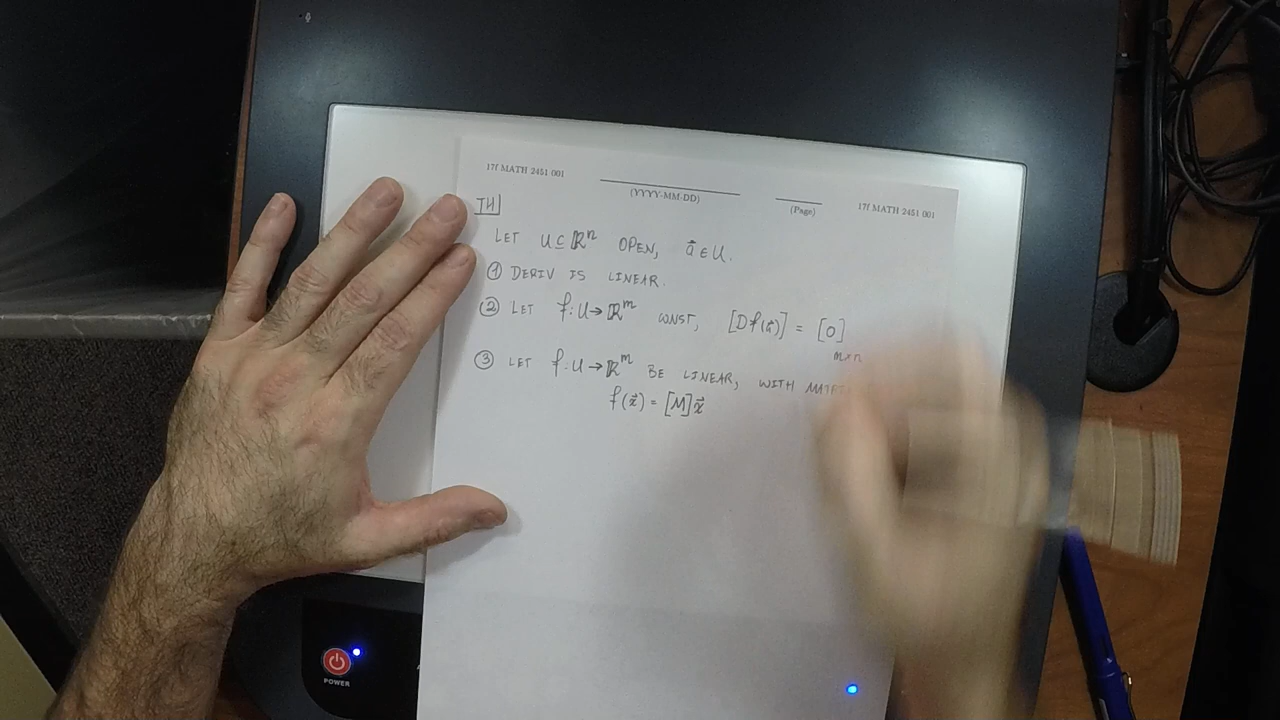 17f MATH 2451 001
(YYYY-MM-DD)
(Page)
17f MATH 2451 001
TH
LET U ⊆ ℝⁿ OPEN, a⃗ ∈ U.
① DERIV IS LINEAR.
② LET f: U → ℝᵐ CONST, [Df(a⃗)] = [0]
m×n
③ LET f: U → ℝᵐ BE LINEAR, WITH
f(x⃗) = [M]x⃗
POWER